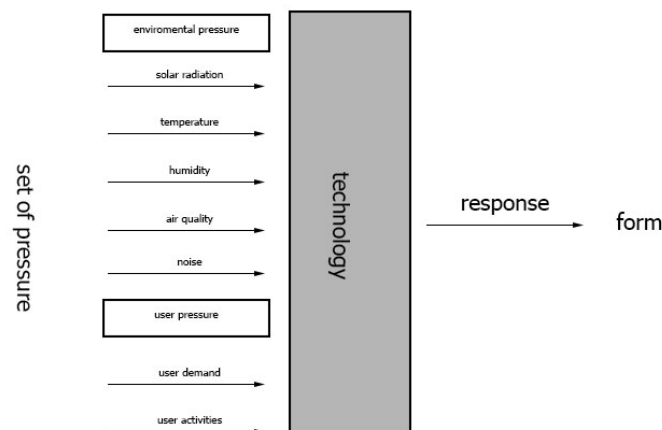 enviromental pressure
solar radiation
temperature
humidity
air quality
noise
user pressure
user demand
user activities
set of pressure
technology
response
form